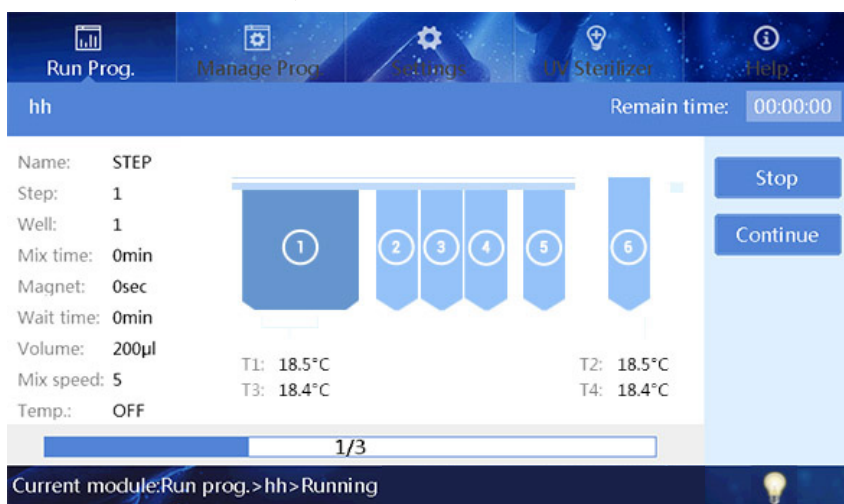 Run Prog. Manage Prog. Settings UV Sterilizer Help
hh Remain time: 00:00:00
Name: STEP
Step: 1
Well: 1
Mix time: 0min
Magnet: 0sec
Wait time: 0min
Volume: 200μl
Mix speed: 5
Temp.: OFF
1 2 3 4 5 6
T1: 18.5°C T2: 18.5°C
T3: 18.4°C T4: 18.4°C
Stop
Continue
1/3
Current module:Run prog.>hh>Running